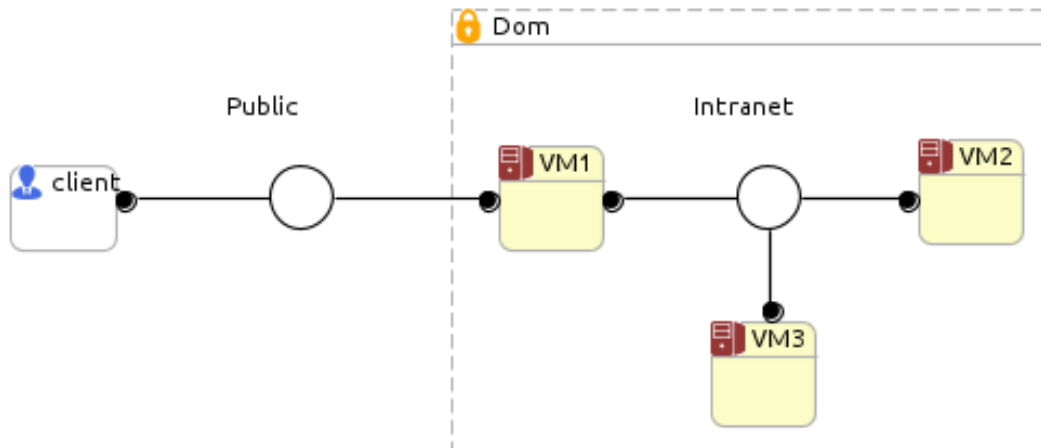 Dom
Public
Intranet
client
VM1
VM2
VM3